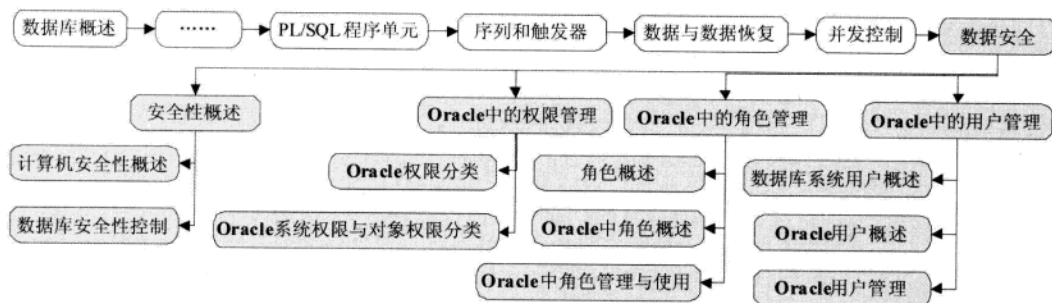 数据库概述
……
PL/SQL程序单元
序列和触发器
数据与数据恢复
并发控制
数据安全
安全性概述
Oracle中的权限管理
Oracle中的角色管理
Oracle中的用户管理
计算机安全性概述
Oracle权限分类
角色概述
数据库系统用户概述
数据库安全性控制
Oracle系统权限与对象权限分类
Oracle中角色概述
Oracle用户概述
Oracle中角色管理与使用
Oracle用户管理